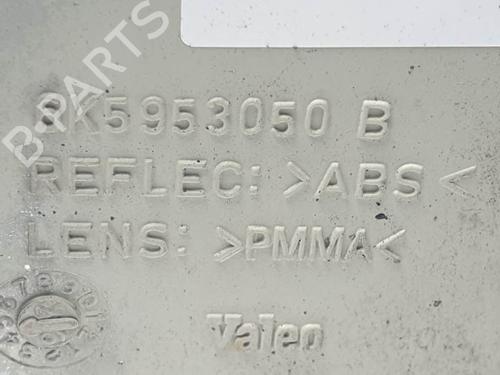 B-PARTS
8K5953050 B
REFLEC: >ABS<
LENS: >PMMA<
Valeo